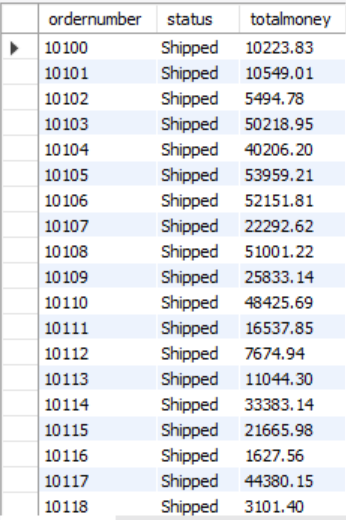 ordernumber status totalmoney
10100 Shipped 10223.83
10101 Shipped 10549.01
10102 Shipped 5494.78
10103 Shipped 50218.95
10104 Shipped 40206.20
10105 Shipped 53959.21
10106 Shipped 52151.81
10107 Shipped 22292.62
10108 Shipped 51001.22
10109 Shipped 25833.14
10110 Shipped 48425.69
10111 Shipped 16537.85
10112 Shipped 7674.94
10113 Shipped 11044.30
10114 Shipped 33383.14
10115 Shipped 21665.98
10116 Shipped 1627.56
10117 Shipped 44380.15
10118 Shipped 3101.40